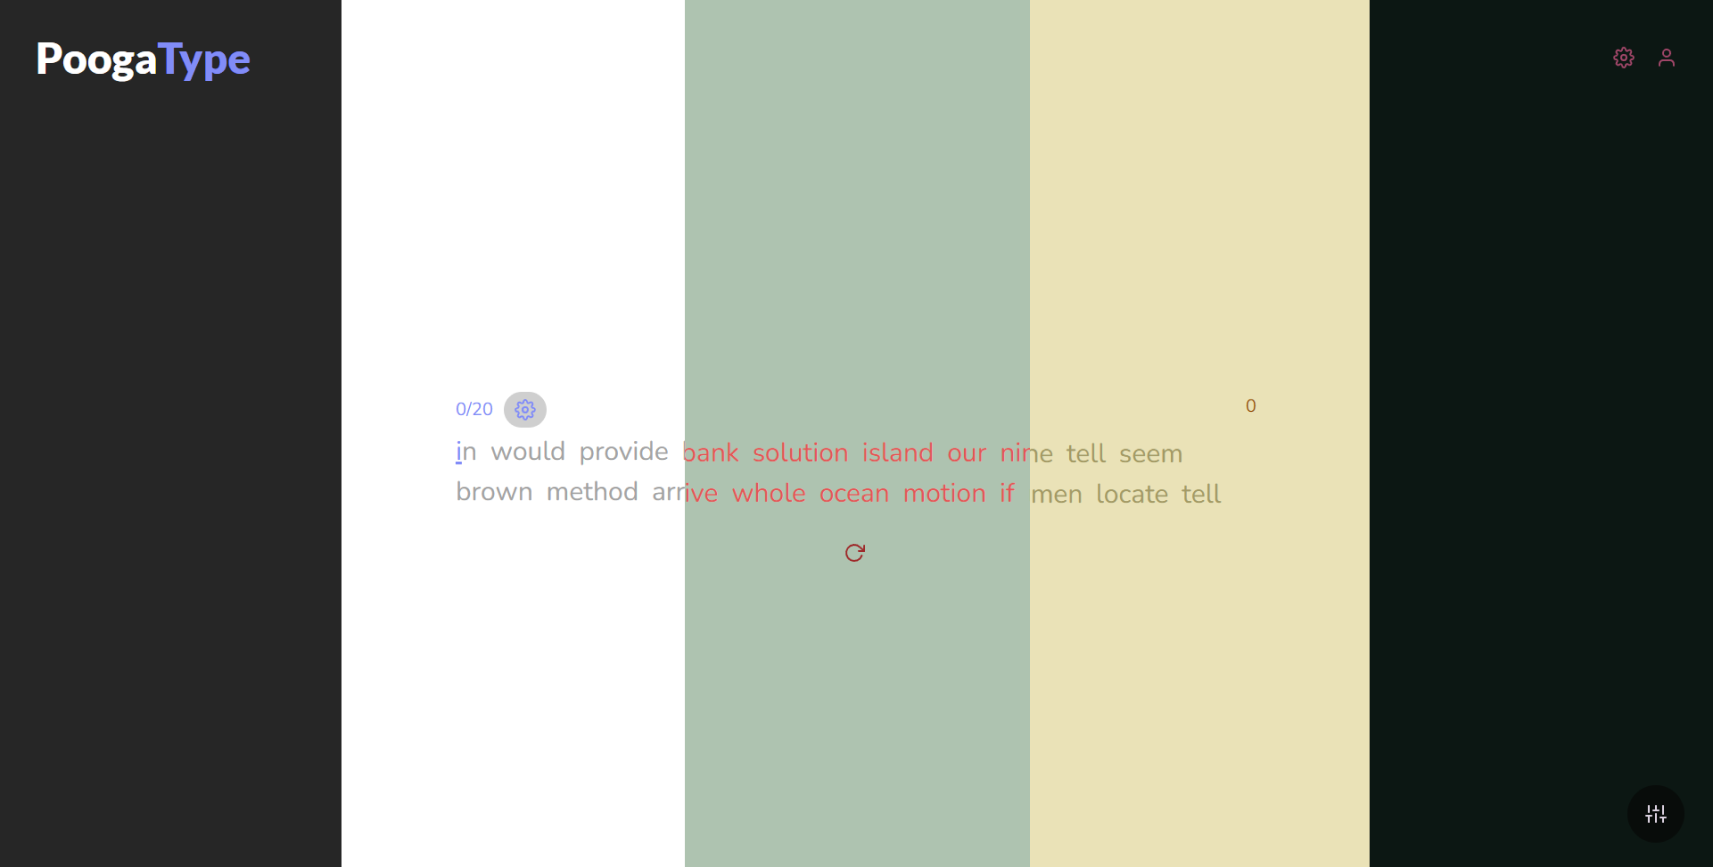 PoogaType
0/20
0
in would provide bank solution island our nine tell seem
brown method arrive whole ocean motion if men locate tell